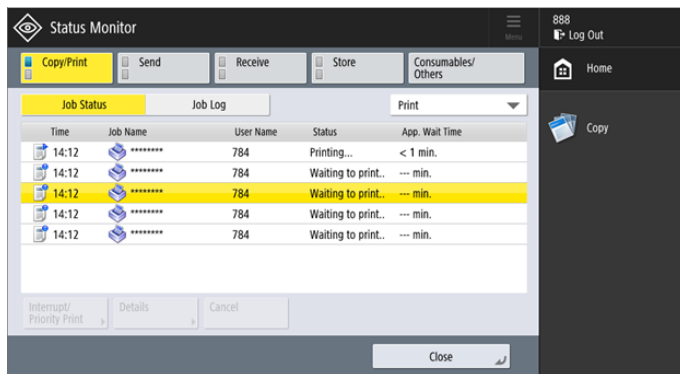 Status Monitor
Menu
888
Log Out
Copy/Print
Send
Receive
Store
Consumables/
Others
Home
Job Status
Job Log
Print
Copy
Time Job Name User Name Status App. Wait Time
14:12 ******** 784 Printing... < 1 min.
14:12 ******** 784 Waiting to print.. --- min.
14:12 ******** 784 Waiting to print.. --- min.
14:12 ******** 784 Waiting to print.. --- min.
14:12 ******** 784 Waiting to print.. --- min.
Interrupt/
Priority Print
Details
Cancel
Close